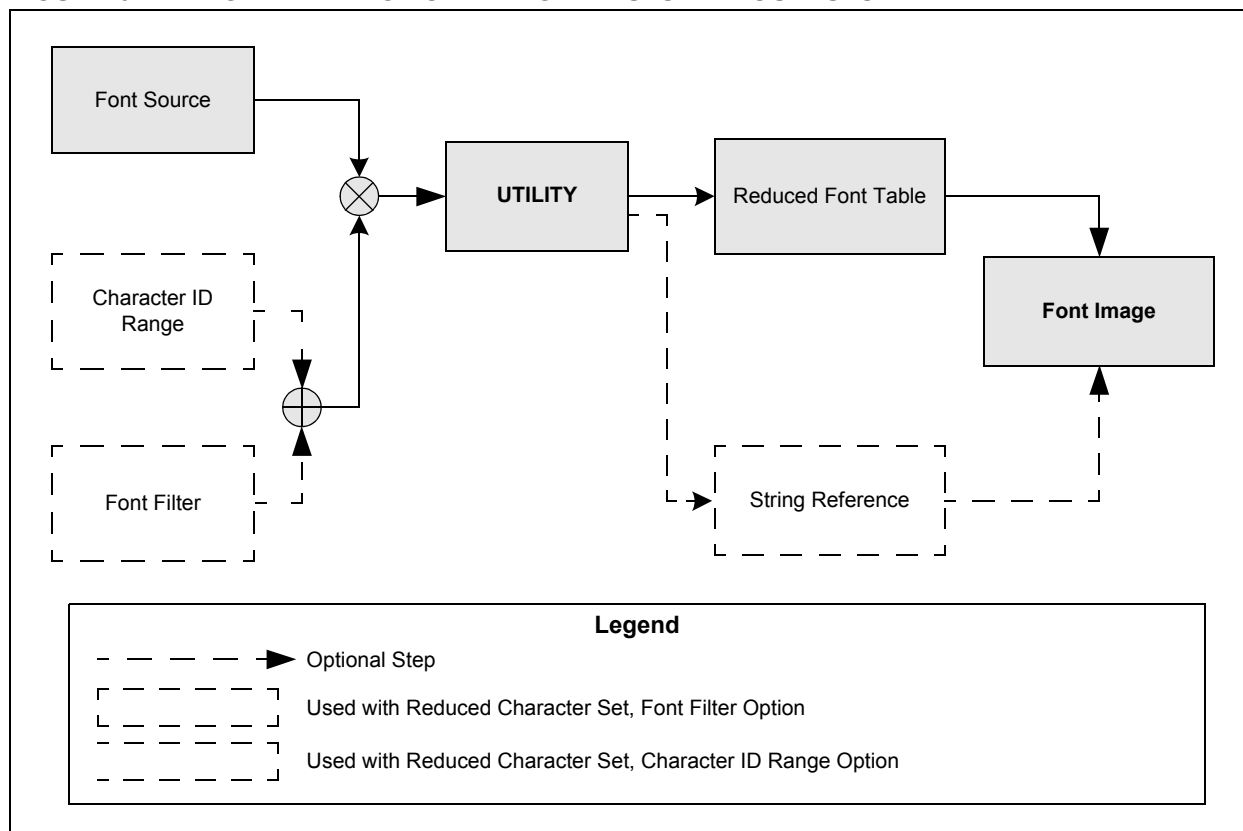 Font Source
UTILITY
Reduced Font Table
Character ID
Range
Font Image
Font Filter
String Reference
Legend
Optional Step
Used with Reduced Character Set, Font Filter Option
Used with Reduced Character Set, Character ID Range Option